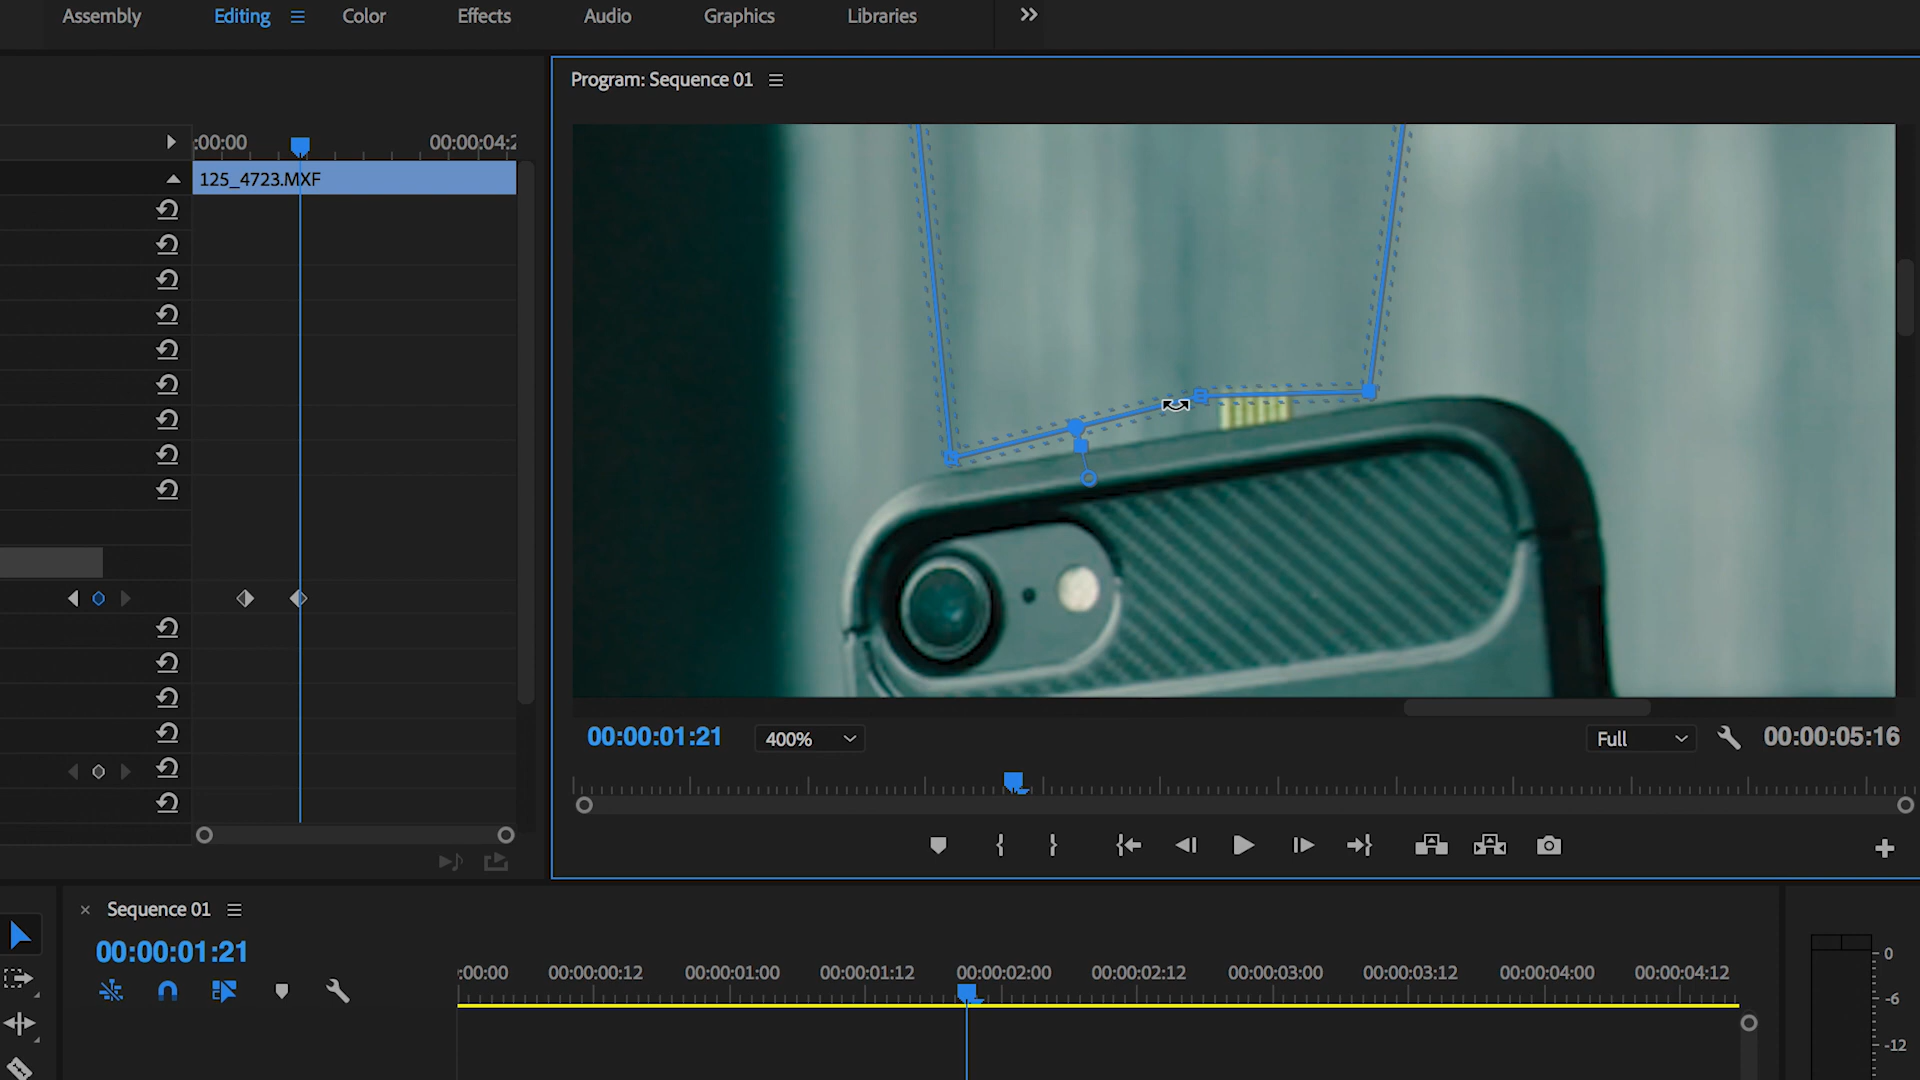 Assembly
Editing
Color
Effects
Audio
Graphics
Libraries
Program: Sequence 01
:00:00
00:00:04:2
125_4723.MXF
00:00:01:21
400%
Full
00:00:05:16
Sequence 01
00:00:01:21
:00:00
00:00:00:12
00:00:01:00
00:00:01:12
00:00:02:00
00:00:02:12
00:00:03:00
00:00:03:12
00:00:04:00
00:00:04:12
0
-6
-12